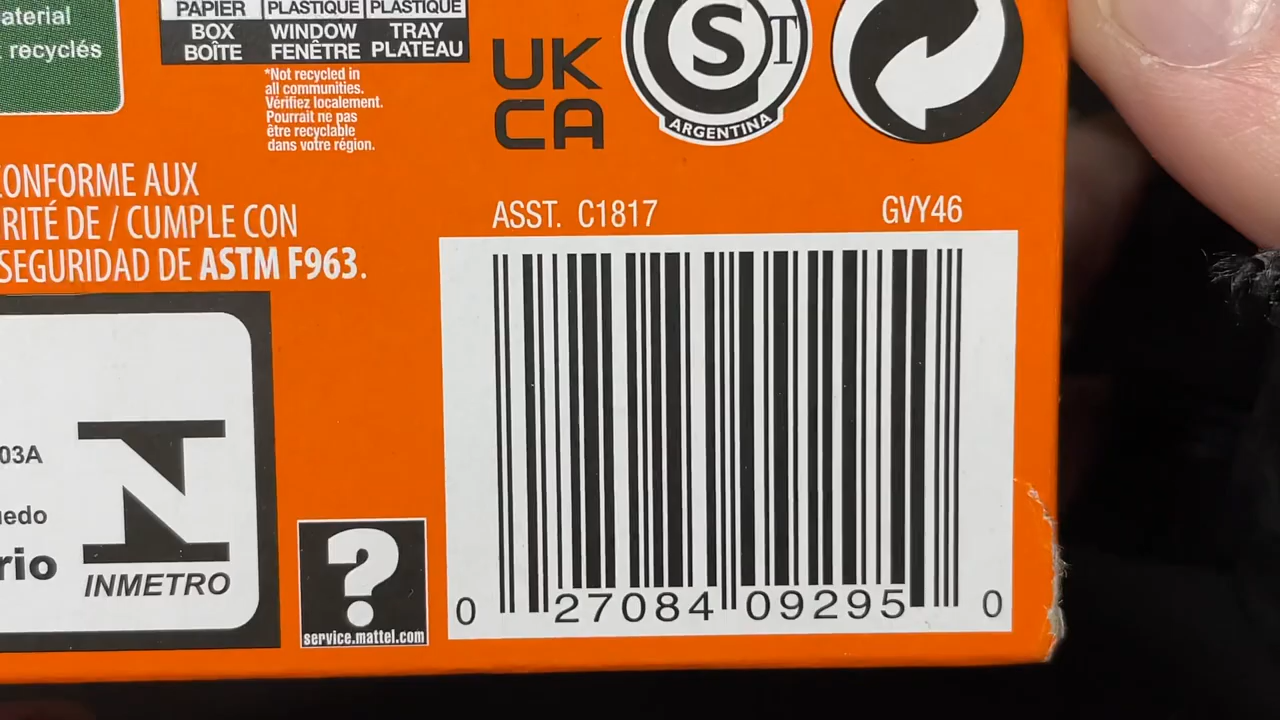 aterial
recyclés
PAPIER PLASTIQUE PLASTIQUE
BOX WINDOW TRAY
BOÎTE FENÊTRE PLATEAU
*Not recycled in
all communities.
Vérifiez localement.
Pourrait ne pas
être recyclable
dans votre région.
UK
CA
S T
ARGENTINA
CONFORME AUX
RITÉ DE / CUMPLE CON
SEGURIDAD DE ASTM F963.
ASST. C1817 GVY46
03A
uedo
rio
INMETRO
?
service.mattel.com
0 27084 09295 0